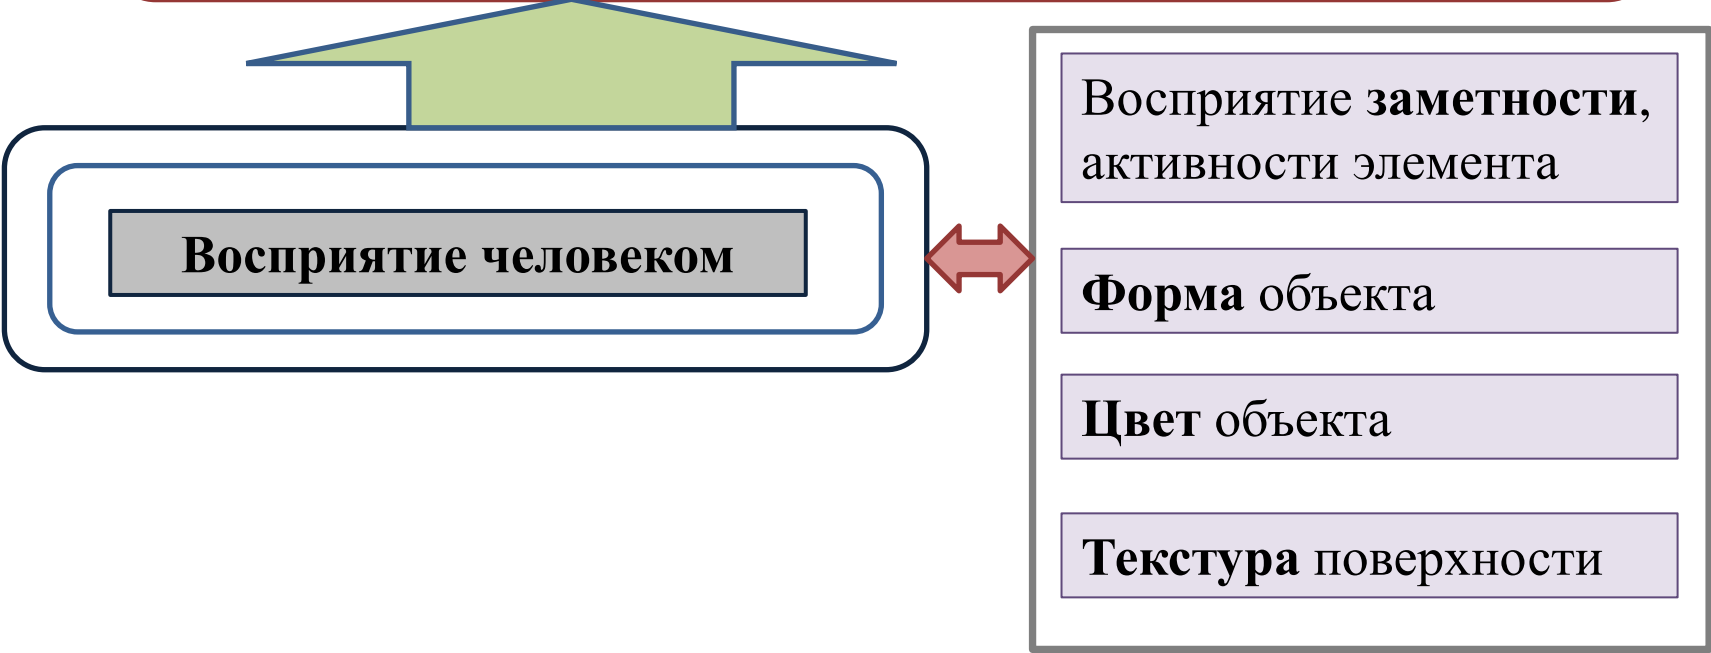 Восприятие человеком
Восприятие заметности,
активности элемента
Форма объекта
Цвет объекта
Текстура поверхности